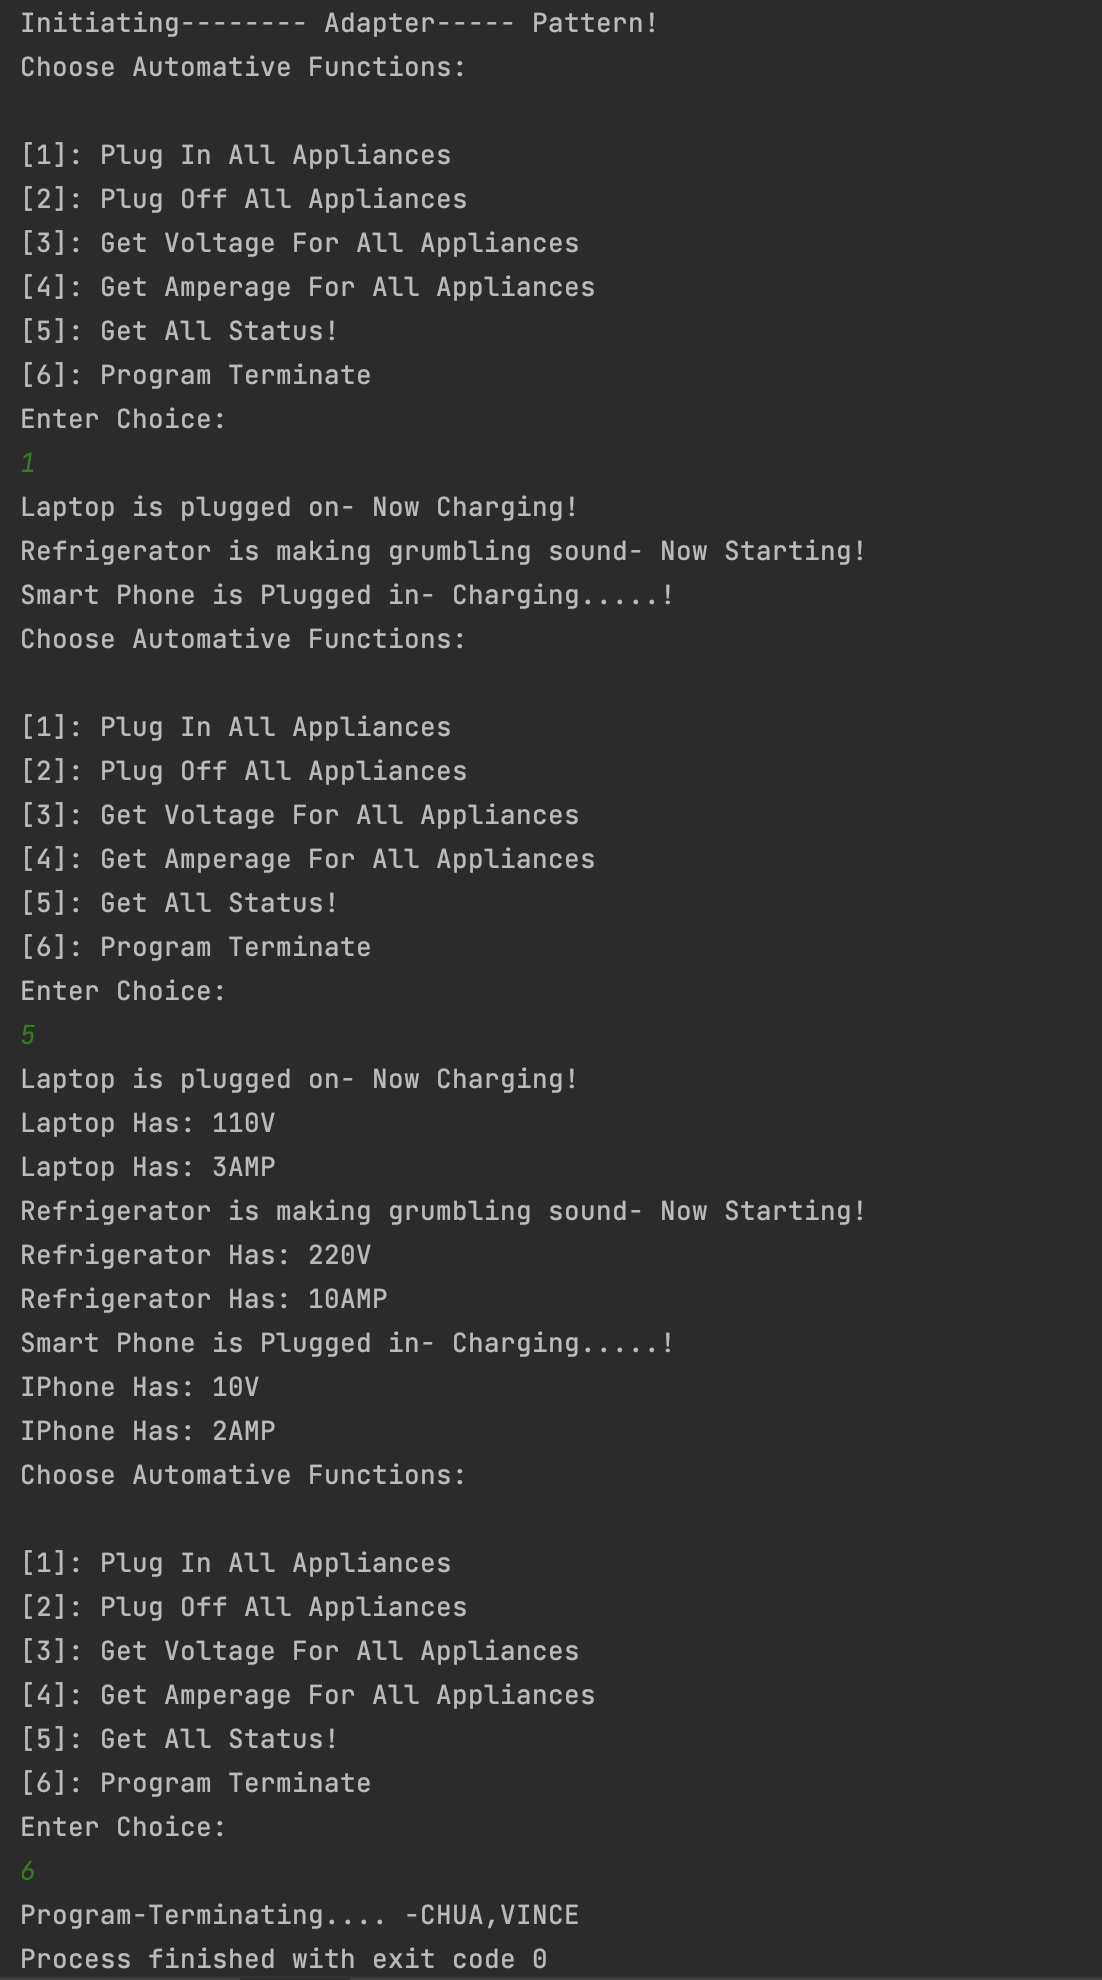 Initiating-------- Adapter----- Pattern!
Choose Automative Functions:
[1]: Plug In All Appliances
[2]: Plug Off All Appliances
[3]: Get Voltage For All Appliances
[4]: Get Amperage For All Appliances
[5]: Get All Status!
[6]: Program Terminate
Enter Choice:
1
Laptop is plugged on- Now Charging!
Refrigerator is making grumbling sound- Now Starting!
Smart Phone is Plugged in- Charging.....!
Choose Automative Functions:
[1]: Plug In All Appliances
[2]: Plug Off All Appliances
[3]: Get Voltage For All Appliances
[4]: Get Amperage For All Appliances
[5]: Get All Status!
[6]: Program Terminate
Enter Choice:
5
Laptop is plugged on- Now Charging!
Laptop Has: 110V
Laptop Has: 3AMP
Refrigerator is making grumbling sound- Now Starting!
Refrigerator Has: 220V
Refrigerator Has: 10AMP
Smart Phone is Plugged in- Charging.....!
IPhone Has: 10V
IPhone Has: 2AMP
Choose Automative Functions:
[1]: Plug In All Appliances
[2]: Plug Off All Appliances
[3]: Get Voltage For All Appliances
[4]: Get Amperage For All Appliances
[5]: Get All Status!
[6]: Program Terminate
Enter Choice:
6
Program-Terminating.... -CHUA,VINCE
Process finished with exit code 0